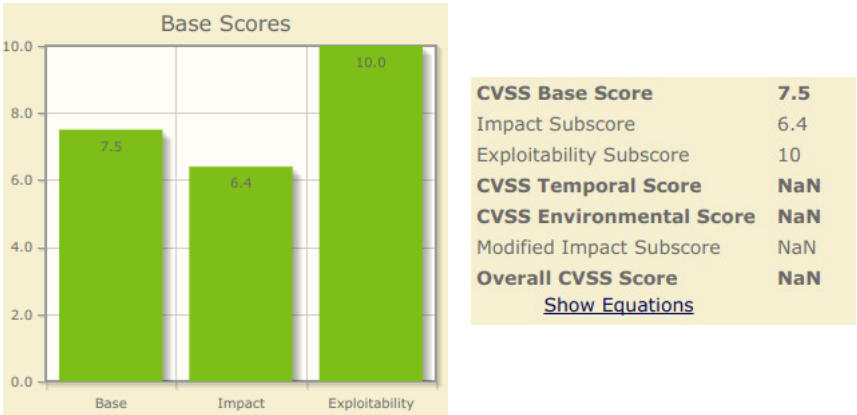 Base Scores
10.0
8.0
6.0
4.0
2.0
0.0
7.5
6.4
10.0
Base Impact Exploitability
CVSS Base Score 7.5
Impact Subscore 6.4
Exploitability Subscore 10
CVSS Temporal Score NaN
CVSS Environmental Score NaN
Modified Impact Subscore NaN
Overall CVSS Score NaN
Show Equations